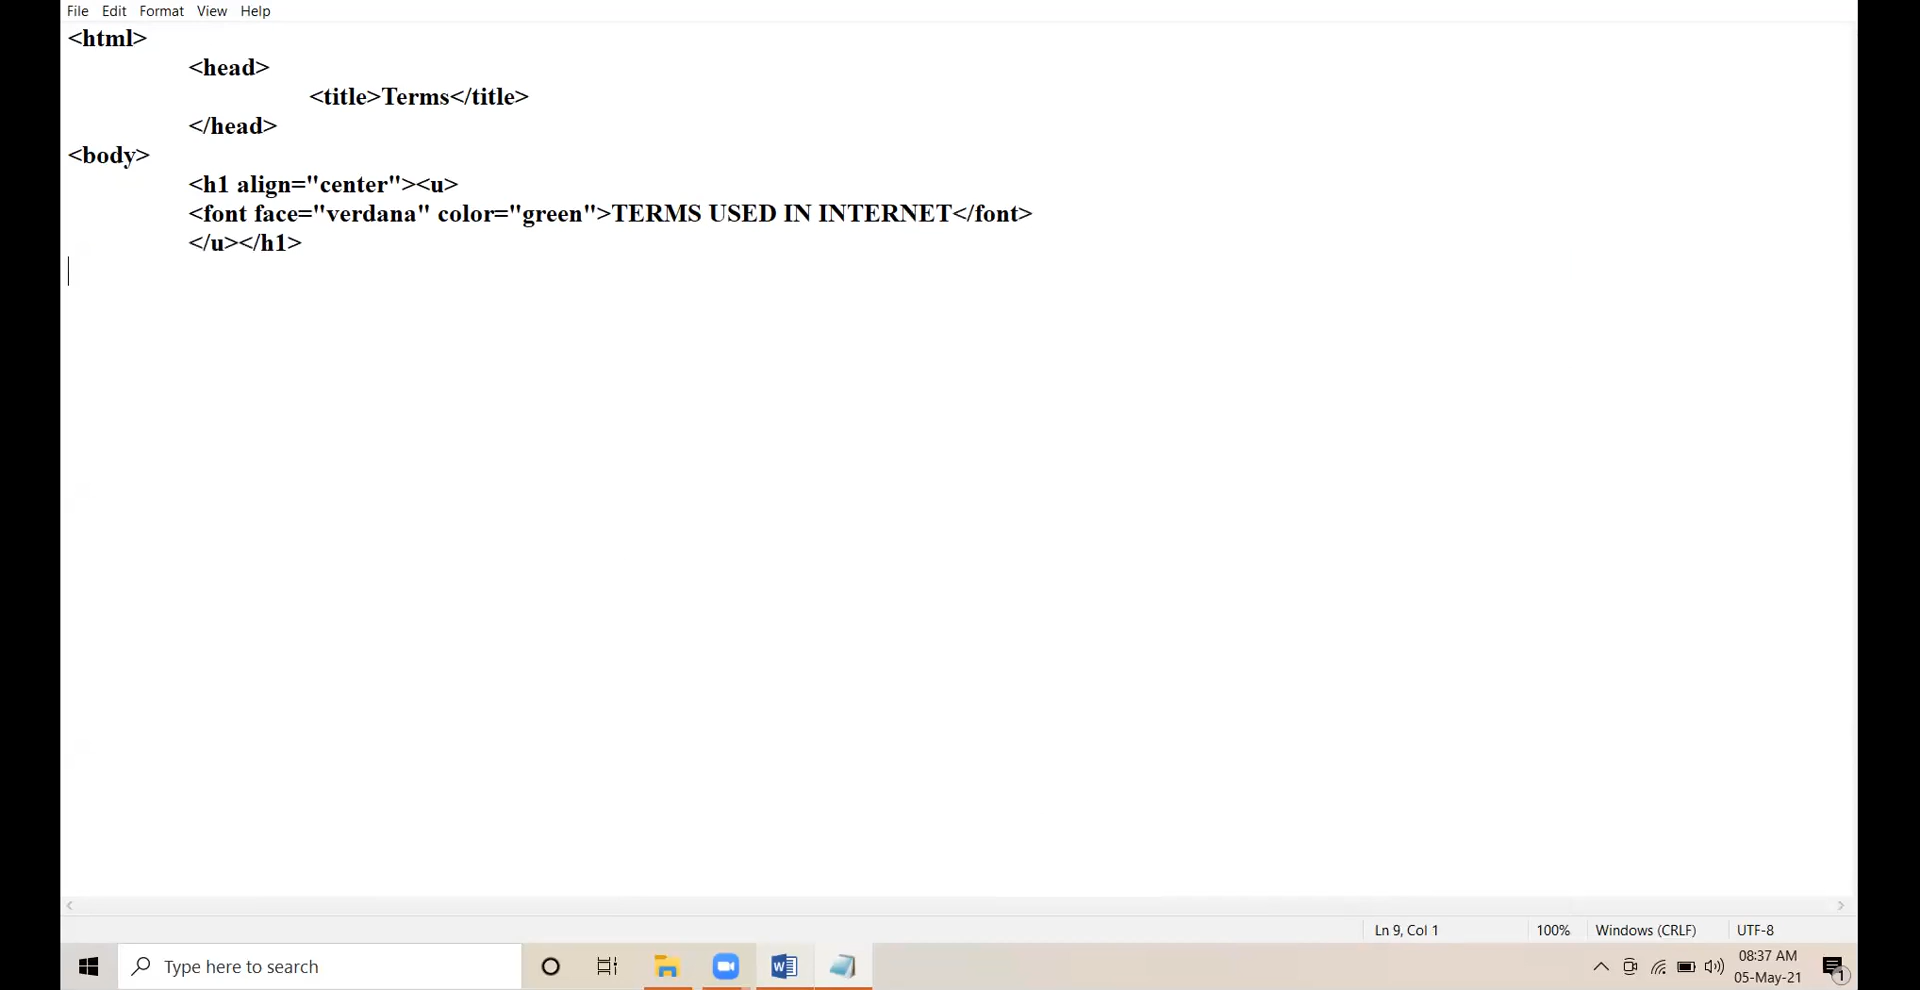 File Edit Format View Help
<html>
<head>
<title>Terms</title>
</head>
<body>
<h1 align="center"><u>
<font face="verdana" color="green">TERMS USED IN INTERNET</font>
</u></h1>
Ln 9, Col 1 100% Windows (CRLF) UTF-8
Type here to search
08:37 AM
05-May-21
1